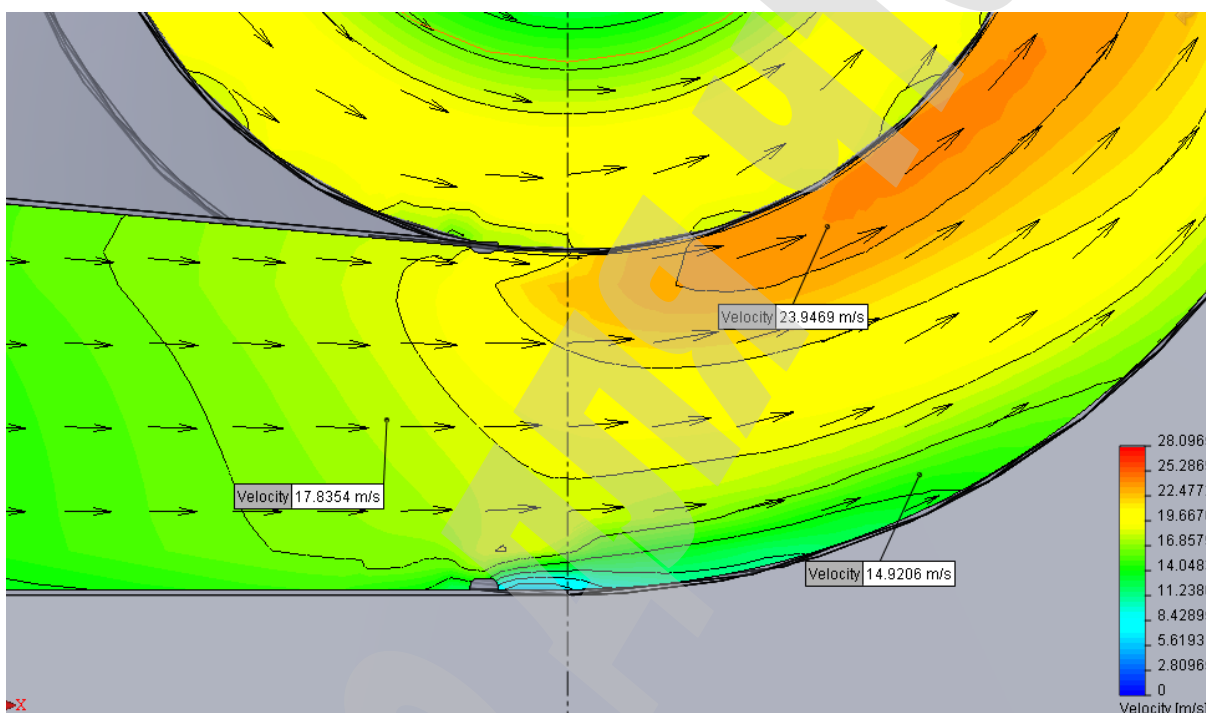 Velocity 23.9469 m/s
Velocity 17.8354 m/s
Velocity 14.9206 m/s
28.096
25.286
22.477
19.667
16.857
14.048
11.238
8.4289
5.6193
2.8096
0
Velocity [m/s]
X